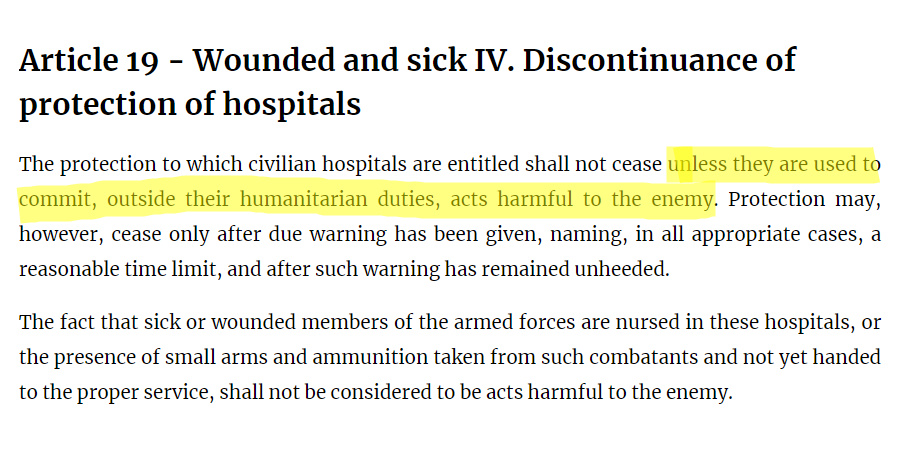 Article 19 - Wounded and sick IV. Discontinuance of
protection of hospitals
The protection to which civilian hospitals are entitled shall not cease unless they are used to
commit, outside their humanitarian duties, acts harmful to the enemy. Protection may,
however, cease only after due warning has been given, naming, in all appropriate cases, a
reasonable time limit, and after such warning has remained unheeded.
The fact that sick or wounded members of the armed forces are nursed in these hospitals, or
the presence of small arms and ammunition taken from such combatants and not yet handed
to the proper service, shall not be considered to be acts harmful to the enemy.